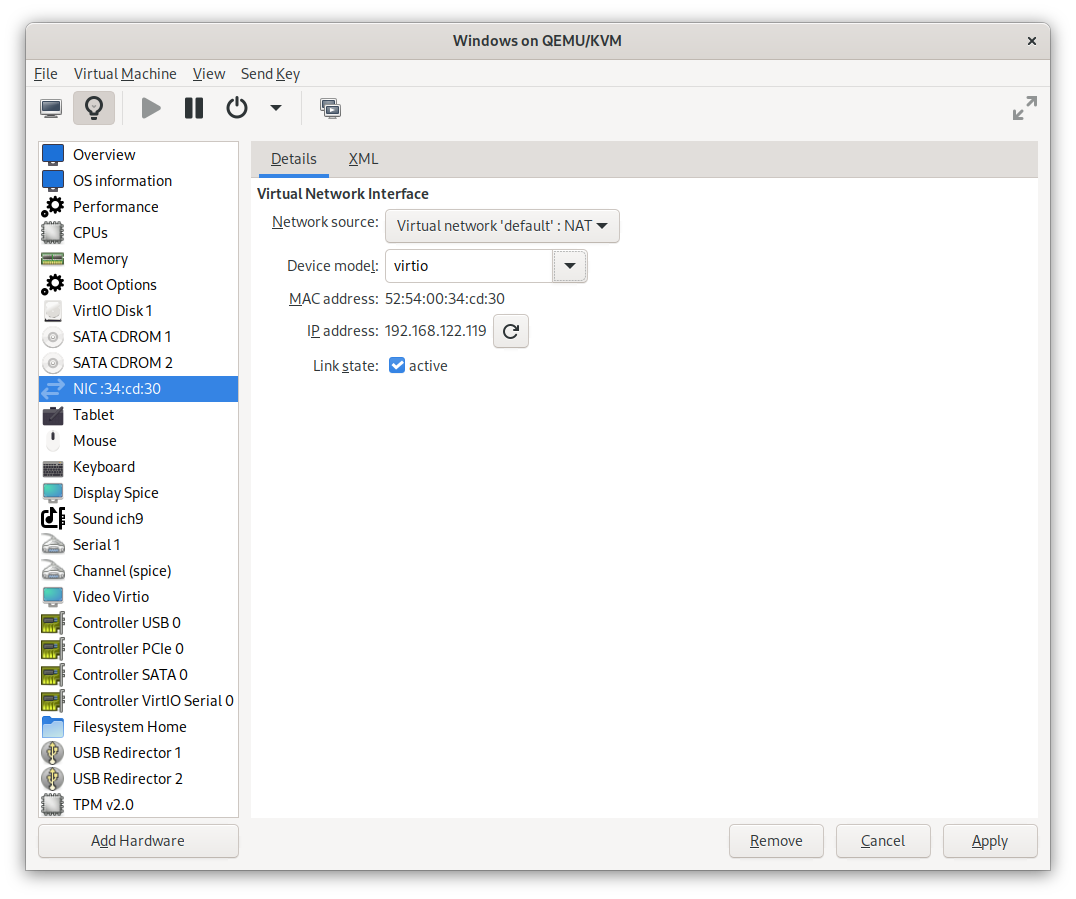 Windows on QEMU/KVM
File Virtual Machine View Send Key
Overview
OS information
Performance
CPUs
Memory
Boot Options
VirtIO Disk 1
SATA CDROM 1
SATA CDROM 2
NIC :34:cd:30
Tablet
Mouse
Keyboard
Display Spice
Sound ich9
Serial 1
Channel (spice)
Video Virtio
Controller USB 0
Controller PCIe 0
Controller SATA 0
Controller VirtIO Serial 0
Filesystem Home
USB Redirector 1
USB Redirector 2
TPM v2.0
Add Hardware
Details XML
Virtual Network Interface
Network source: Virtual network 'default' : NAT
Device model: virtio
MAC address: 52:54:00:34:cd:30
IP address: 192.168.122.119
Link state: active
Remove Cancel Apply